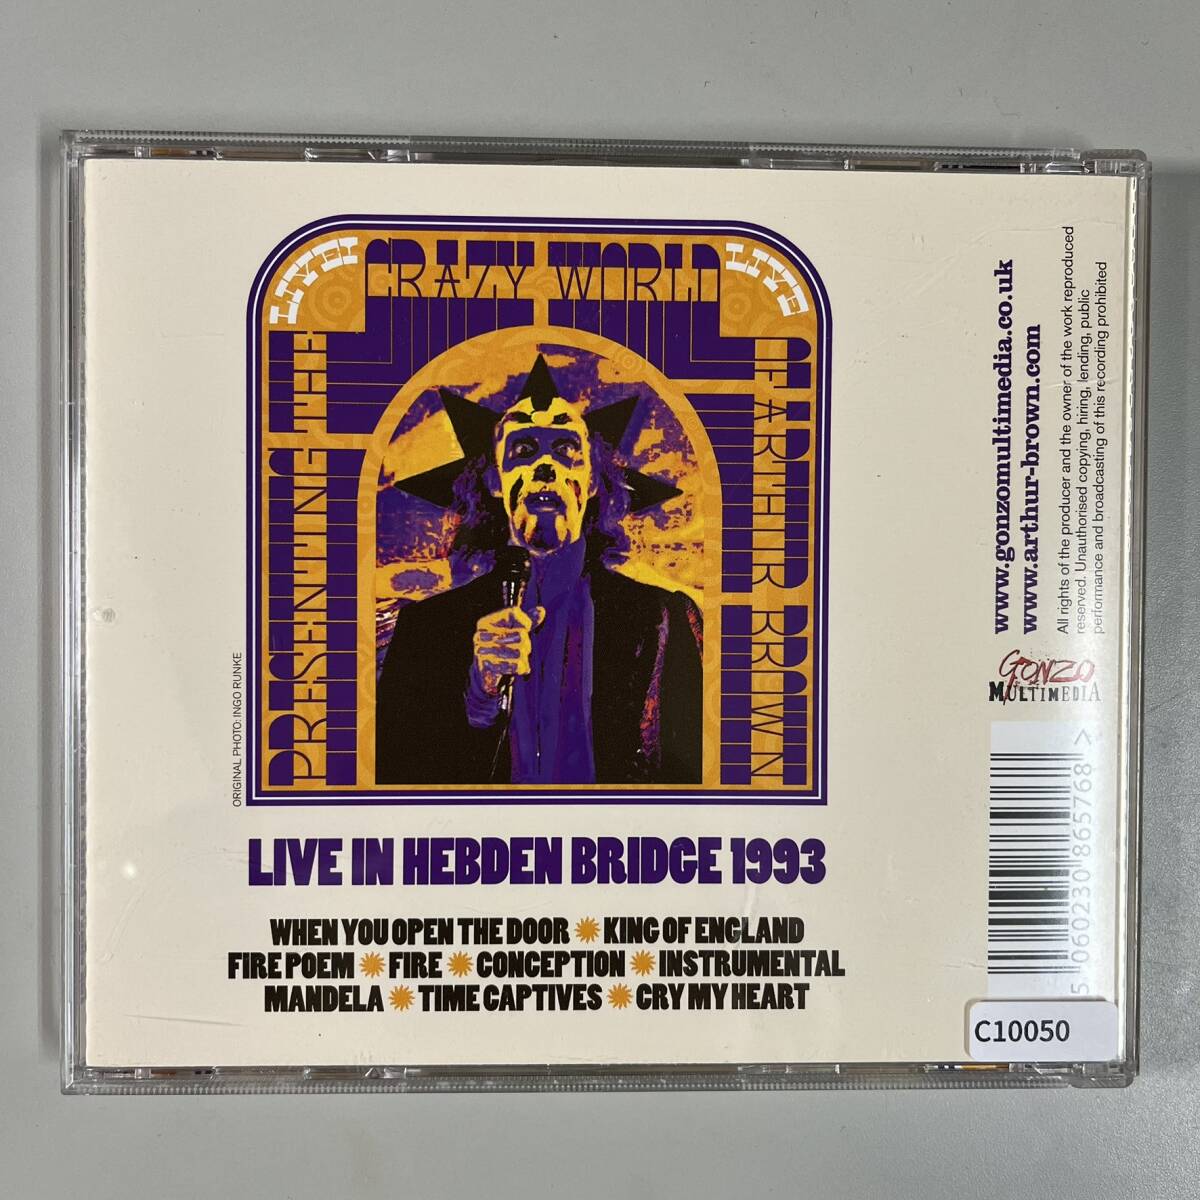 LIVE!
CRAZY WORLD
LIVE
PRESENTING THE
OF ARTHUR BROWN
ORIGINAL PHOTO: INGO RUNKE
LIVE IN HEBDEN BRIDGE 1993
WHEN YOU OPEN THE DOOR KING OF ENGLAND
FIRE POEM FIRE CONCEPTION INSTRUMENTAL
MANDELA TIME CAPTIVES CRY MY HEART
www.gonzomultimedia.co.uk
www.arthur-brown.com
All rights of the producer and the owner of the work reproduced
reserved. Unauthorised copying, hiring, lending, public
performance and broadcasting of this recording prohibited
GONZO
MULTIMEDIA
5 060230 865768 >
C10050